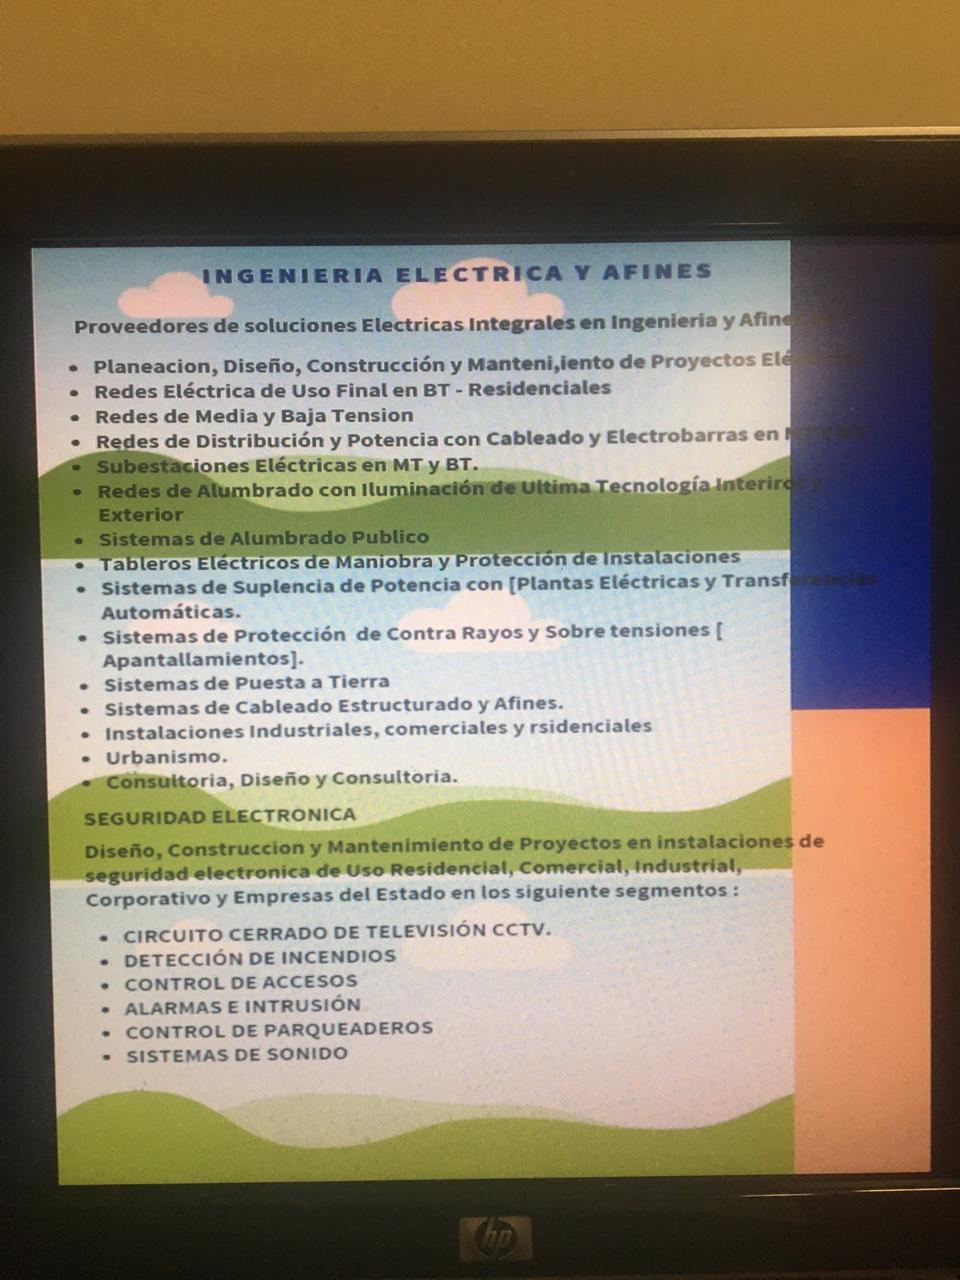 INGENIERIA ELECTRICA Y AFINES
Proveedores de soluciones Electricas Integrales en Ingenieria y
• Planeacion, Diseño, Construcción y Manteni,iento de Proyectos
• Redes Eléctrica de Uso Final en BT - Residenciales
• Redes de Media y Baja Tension
• Redes de Distribución y Potencia con Cableado y Electrobarras en
• Subestaciones Eléctricas en MT y BT.
• Redes de Alumbrado con Iluminación de Ultima Tecnología Interiror y
Exterior
• Sistemas de Alumbrado Publico
• Tableros Eléctricos de Maniobra y Protección de Instalaciones
• Sistemas de Suplencia de Potencia con [Plantas Eléctricas y Transferencias
Automáticas.
• Sistemas de Protección de Contra Rayos y Sobre tensiones [
Apantallamientos].
• Sistemas de Puesta a Tierra
• Sistemas de Cableado Estructurado y Afines.
• Instalaciones Industriales, comerciales y rsidenciales
• Urbanismo.
• Consultoria, Diseño y Consultoria.
SEGURIDAD ELECTRONICA
Diseño, Construccion y Mantenimiento de Proyectos en instalaciones de
seguridad electronica de Uso Residencial, Comercial, Industrial,
Corporativo y Empresas del Estado en los siguiente segmentos :
• CIRCUITO CERRADO DE TELEVISIÓN CCTV.
• DETECCIÓN DE INCENDIOS
• CONTROL DE ACCESOS
• ALARMAS E INTRUSIÓN
• CONTROL DE PARQUEADEROS
• SISTEMAS DE SONIDO
hp